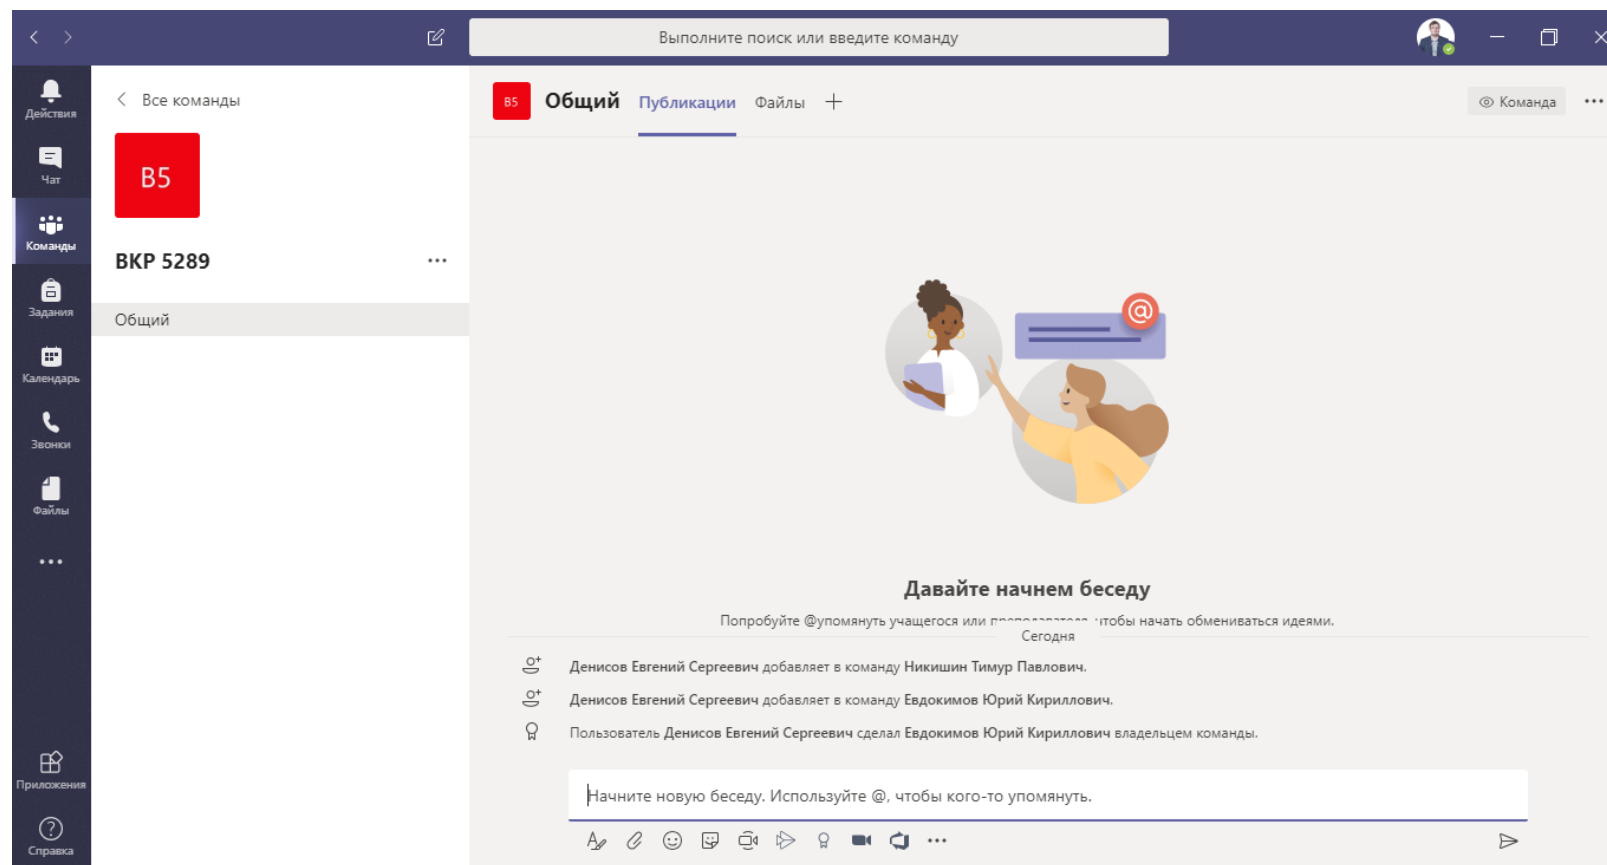 Выполните поиск или введите команду
Действия
Чат
Команды
Задания
Календарь
Звонки
Файлы
Приложения
Справка
Все команды
В5
ВКР 5289
Общий
В5 Общий Публикации Файлы
Команда
@
Давайте начнем беседу
Попробуйте @упомянуть учащегося или чтобы начать обмениваться идеями.
Сегодня
Денисов Евгений Сергеевич добавляет в команду Никишин Тимур Павлович.
Денисов Евгений Сергеевич добавляет в команду Евдокимов Юрий Кириллович.
Пользователь Денисов Евгений Сергеевич сделал Евдокимов Юрий Кириллович владельцем команды.
Начните новую беседу. Используйте @, чтобы кого-то упомянуть.